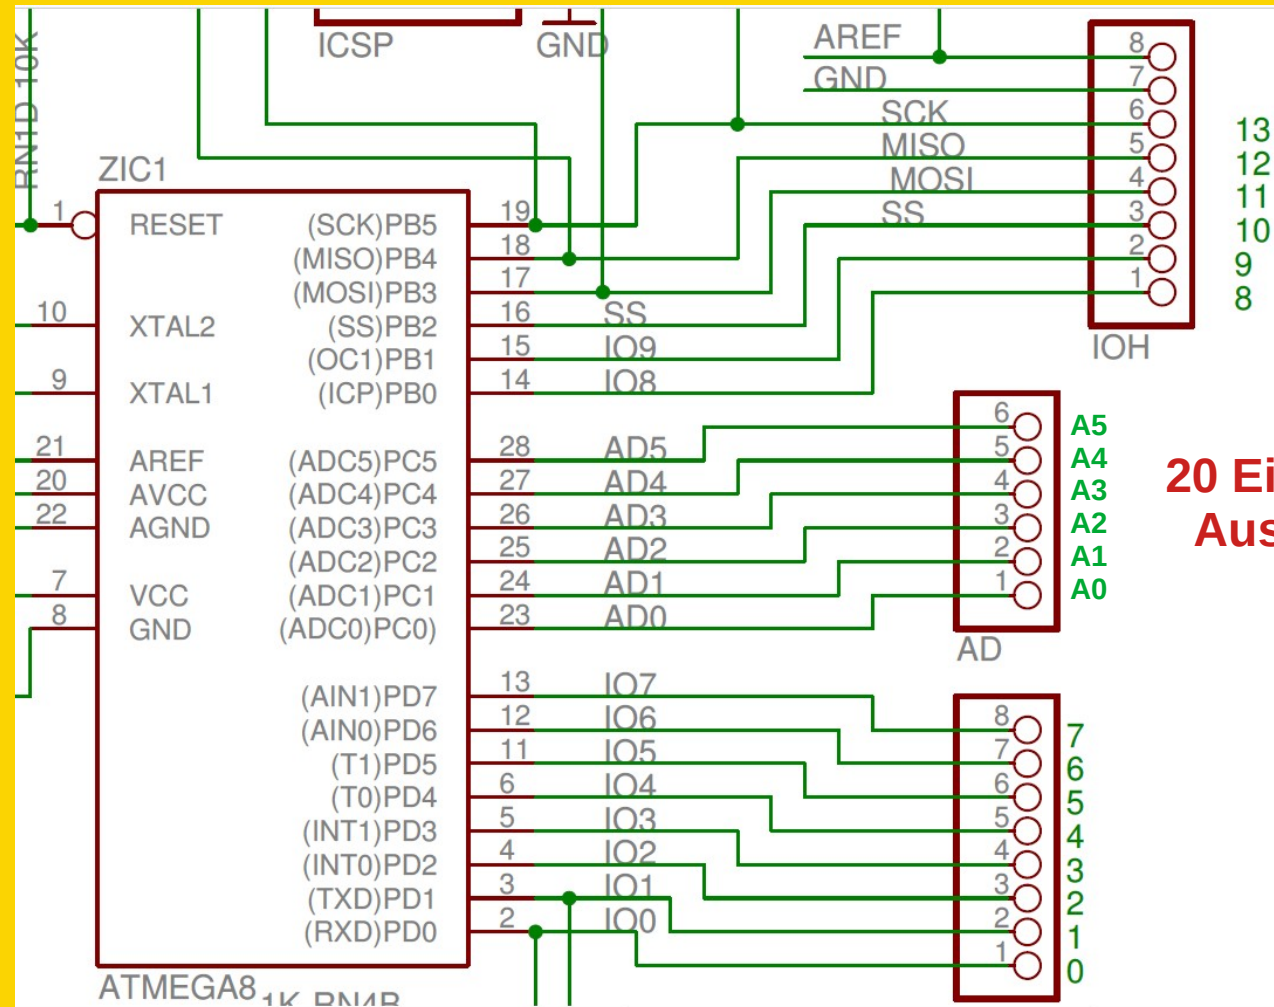 ICSP
GND
AREF
GND
SCK
MISO
MOSI
SS
8
7
6
5
4
3
2
1
13
12
11
10
9
8
IOH
RN1D 10K
ZIC1
1 RESET
10 XTAL2
9 XTAL1
21 AREF
20 AVCC
22 AGND
7 VCC
8 GND
(SCK)PB5 19
(MISO)PB4 18
(MOSI)PB3 17
(SS)PB2 16 SS
(OC1)PB1 15 IO9
(ICP)PB0 14 IO8
(ADC5)PC5 28 AD5
(ADC4)PC4 27 AD4
(ADC3)PC3 26 AD3
(ADC2)PC2 25 AD2
(ADC1)PC1 24 AD1
(ADC0)PC0) 23 AD0
6 A5
5 A4
4 A3
3 A2
2 A1
1 A0
AD
20 Ei
Aus
(AIN1)PD7 13 IO7
(AIN0)PD6 12 IO6
(T1)PD5 11 IO5
(T0)PD4 6 IO4
(INT1)PD3 5 IO3
(INT0)PD2 4 IO2
(TXD)PD1 3 IO1
(RXD)PD0 2 IO0
8 7
7 6
6 5
5 4
4 3
3 2
2 1
1 0
ATMEGA8
1K RN4B